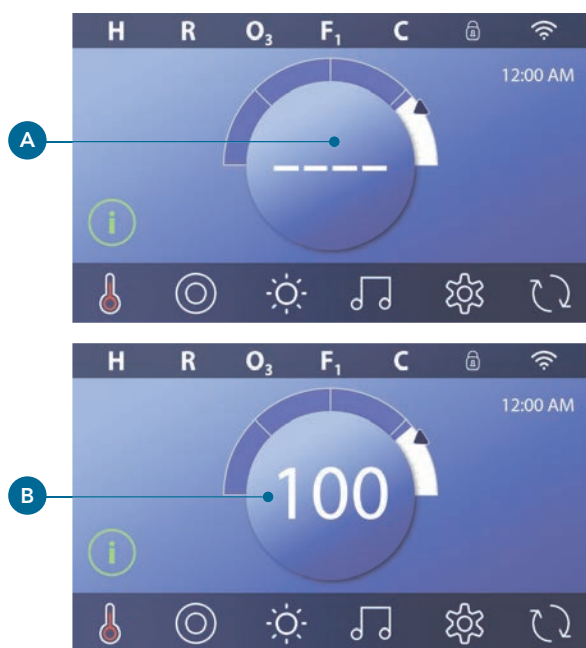 H R O₃ F₁ C
12:00 AM
A
----
i
H R O₃ F₁ C
12:00 AM
B
100
i